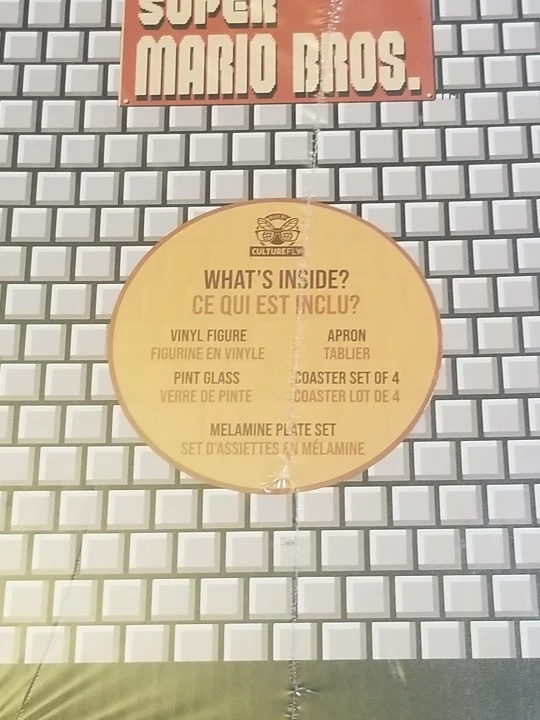 SUPER
MARIO BROS.
CULTUREFLY
WHAT'S INSIDE?
CE QUI EST INCLU?
VINYL FIGURE
FIGURINE EN VINYLE
APRON
TABLIER
PINT GLASS
VERRE DE PINTE
COASTER SET OF 4
COASTER LOT DE 4
MELAMINE PLATE SET
SET D'ASSIETTES EN MÉLAMINE